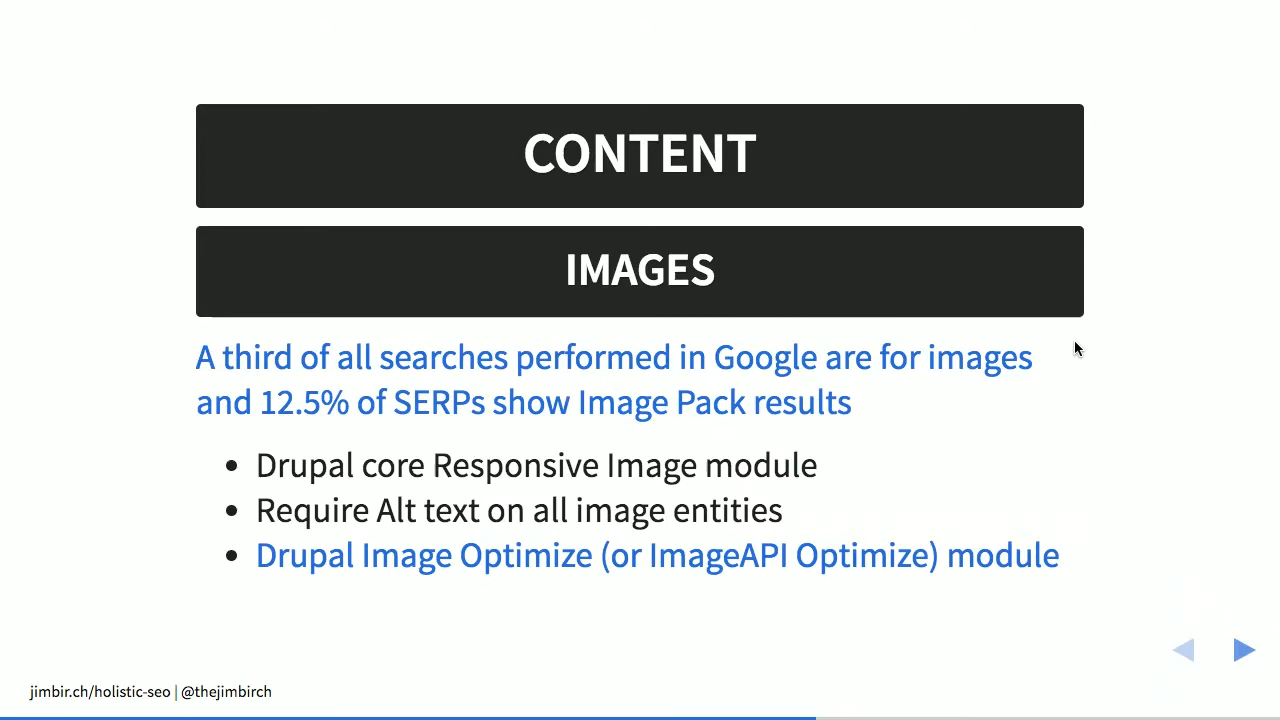 CONTENT
IMAGES
A third of all searches performed in Google are for images
and 12.5% of SERPs show Image Pack results
• Drupal core Responsive Image module
• Require Alt text on all image entities
• Drupal Image Optimize (or ImageAPI Optimize) module
jimbir.ch/holistic-seo | @thejimbirch